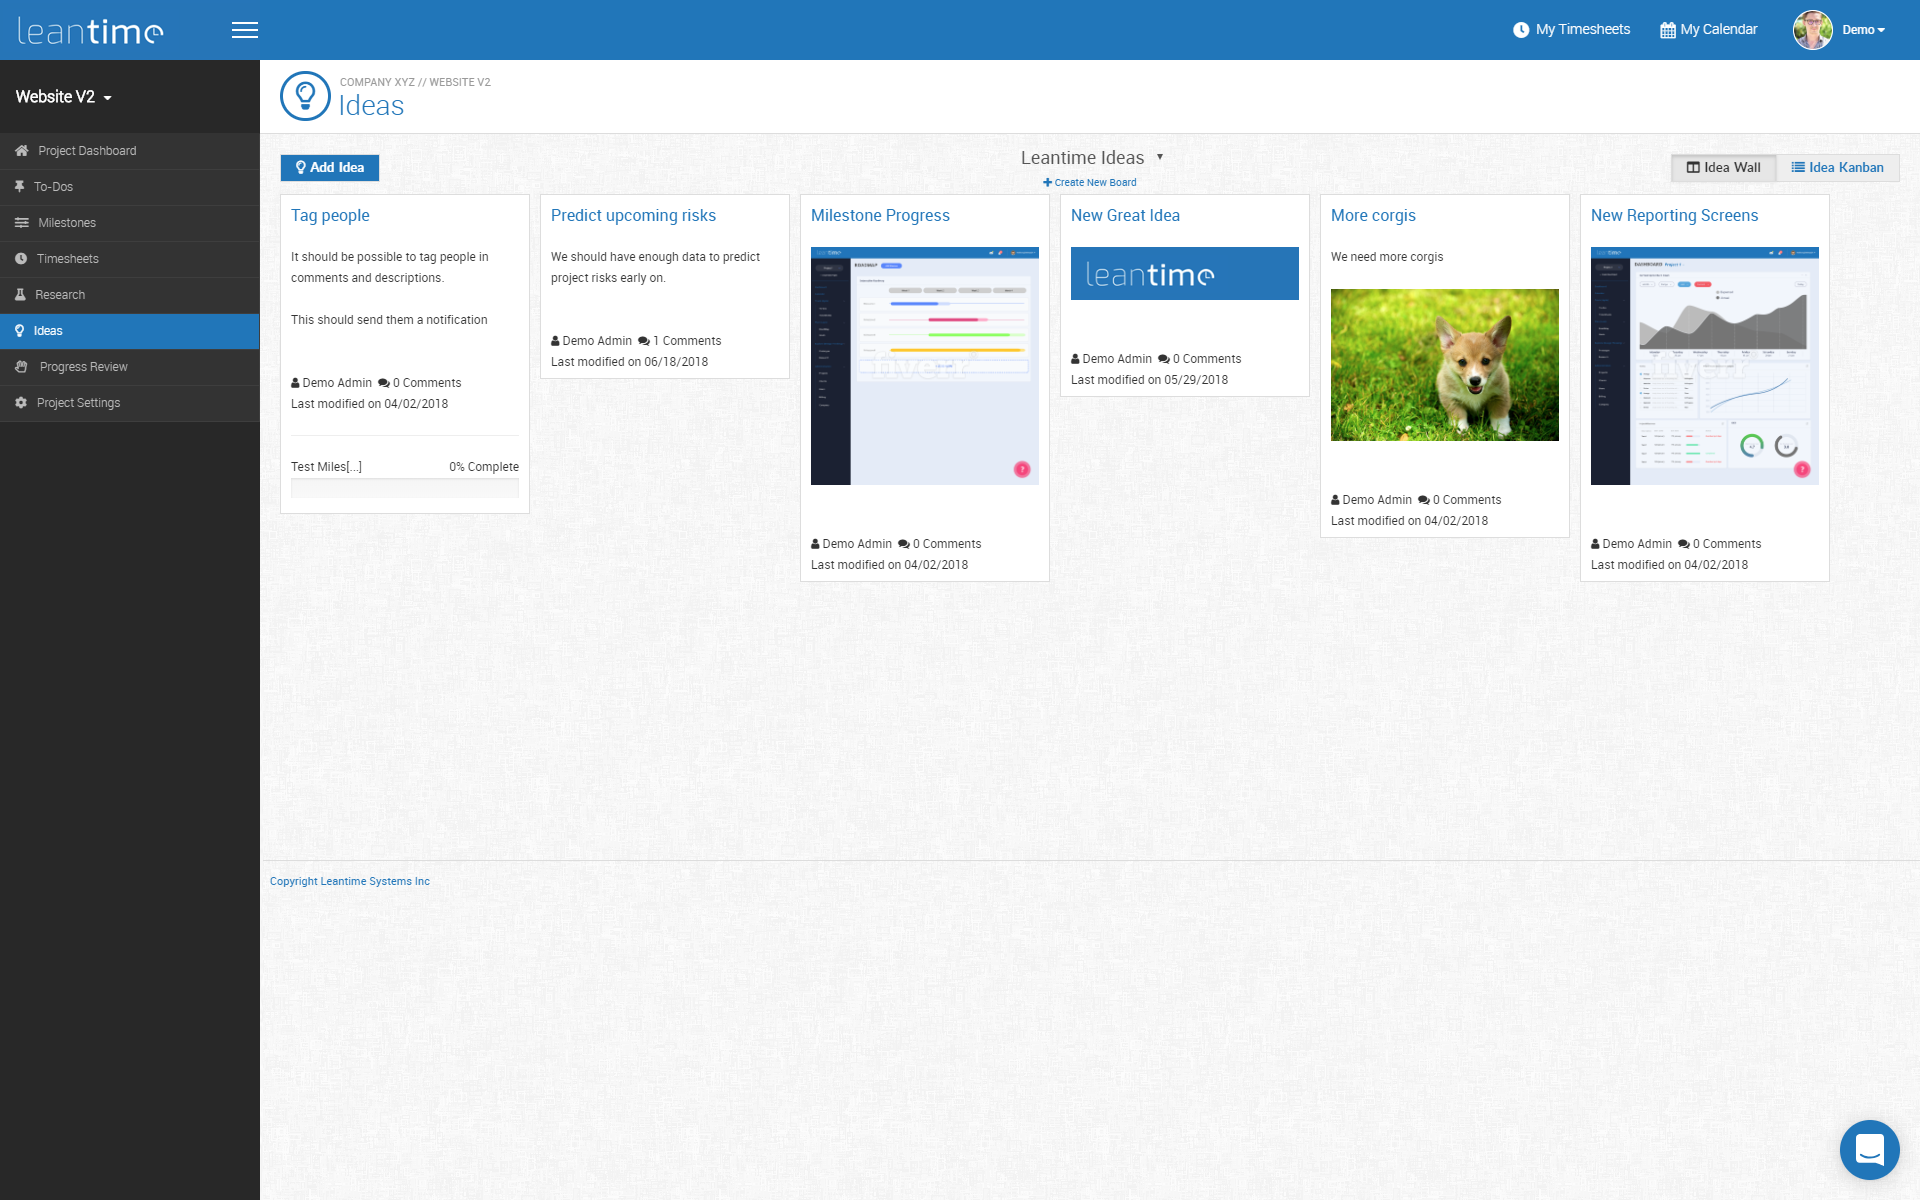 leantime
My Timesheets
My Calendar
Demo
Website V2
Project Dashboard
To-Dos
Milestones
Timesheets
Research
Ideas
Progress Review
Project Settings
COMPANY XYZ // WEBSITE V2
Ideas
Add Idea
Leantime Ideas
Create New Board
Idea Wall
Idea Kanban
Tag people
It should be possible to tag people in
comments and descriptions.
This should send them a notification
Demo Admin 0 Comments
Last modified on 04/02/2018
Test Miles[...] 0% Complete
Predict upcoming risks
We should have enough data to predict
project risks early on.
Demo Admin 1 Comments
Last modified on 06/18/2018
Milestone Progress
fiverr
Demo Admin 0 Comments
Last modified on 04/02/2018
New Great Idea
leantime
Demo Admin 0 Comments
Last modified on 05/29/2018
More corgis
We need more corgis
Demo Admin 0 Comments
Last modified on 04/02/2018
New Reporting Screens
DASHBOARD
fiverr
Demo Admin 0 Comments
Last modified on 04/02/2018
Copyright Leantime Systems Inc